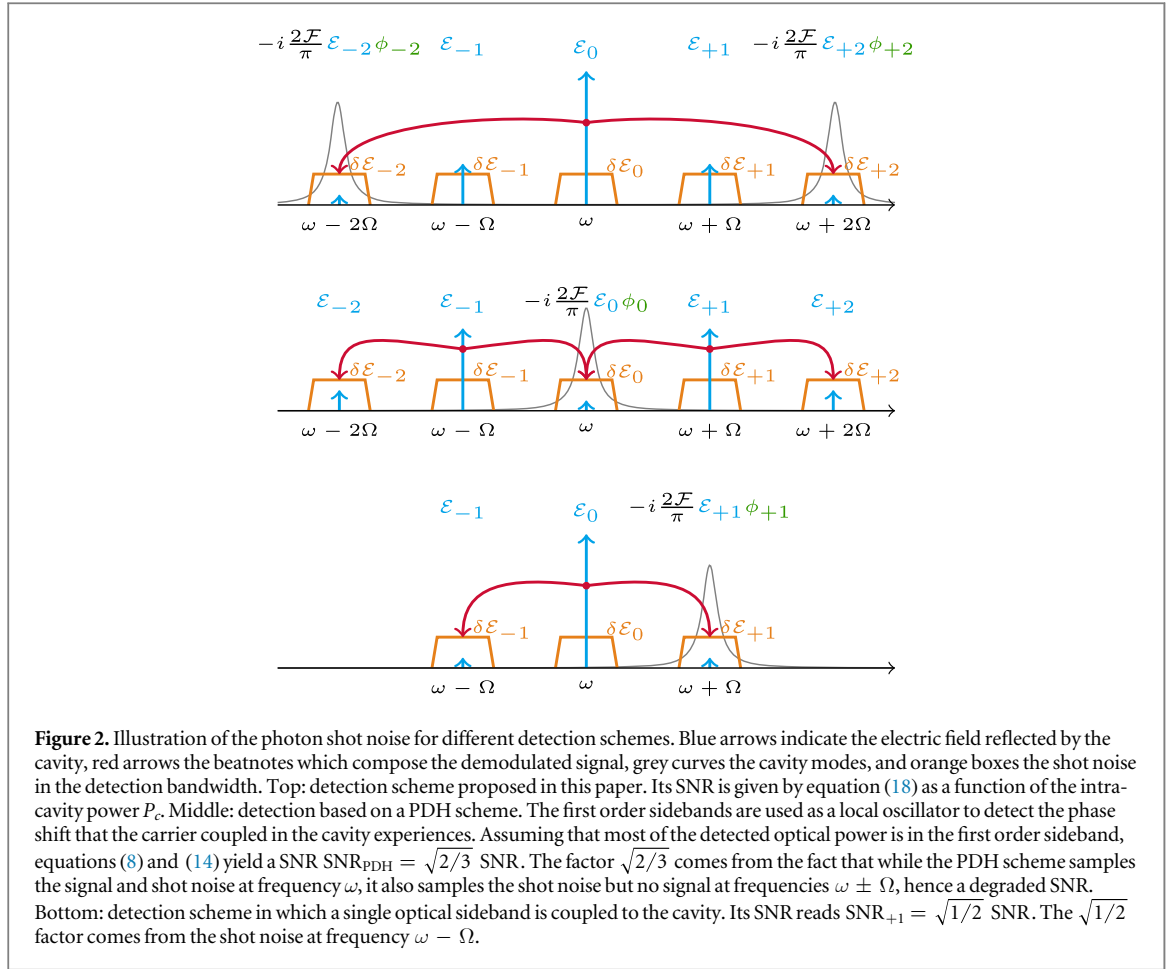 −i 2ℱ/π ℰ−2 ϕ−2 ℰ−1 ℰ0 ℰ+1 −i 2ℱ/π ℰ+2 ϕ+2
δℰ−2 δℰ−1 δℰ0 δℰ+1 δℰ+2
ω − 2Ω ω − Ω ω ω + Ω ω + 2Ω
ℰ−2 ℰ−1 −i 2ℱ/π ℰ0 ϕ0 ℰ+1 ℰ+2
δℰ−2 δℰ−1 δℰ0 δℰ+1 δℰ+2
ω − 2Ω ω − Ω ω ω + Ω ω + 2Ω
ℰ−1 ℰ0 −i 2ℱ/π ℰ+1 ϕ+1
δℰ−1 δℰ0 δℰ+1
ω − Ω ω ω + Ω
Figure 2. Illustration of the photon shot noise for different detection schemes. Blue arrows indicate the electric field reflected by the
cavity, red arrows the beatnotes which compose the demodulated signal, grey curves the cavity modes, and orange boxes the shot noise
in the detection bandwidth. Top: detection scheme proposed in this paper. Its SNR is given by equation (18) as a function of the intra-
cavity power Pc. Middle: detection based on a PDH scheme. The first order sidebands are used as a local oscillator to detect the phase
shift that the carrier coupled in the cavity experiences. Assuming that most of the detected optical power is in the first order sideband,
equations (8) and (14) yield a SNR SNRPDH = √2/3 SNR. The factor √2/3 comes from the fact that while the PDH scheme samples
the signal and shot noise at frequency ω, it also samples the shot noise but no signal at frequencies ω ± Ω, hence a degraded SNR.
Bottom: detection scheme in which a single optical sideband is coupled to the cavity. Its SNR reads SNR+1 = √1/2 SNR. The √1/2
factor comes from the shot noise at frequency ω − Ω.